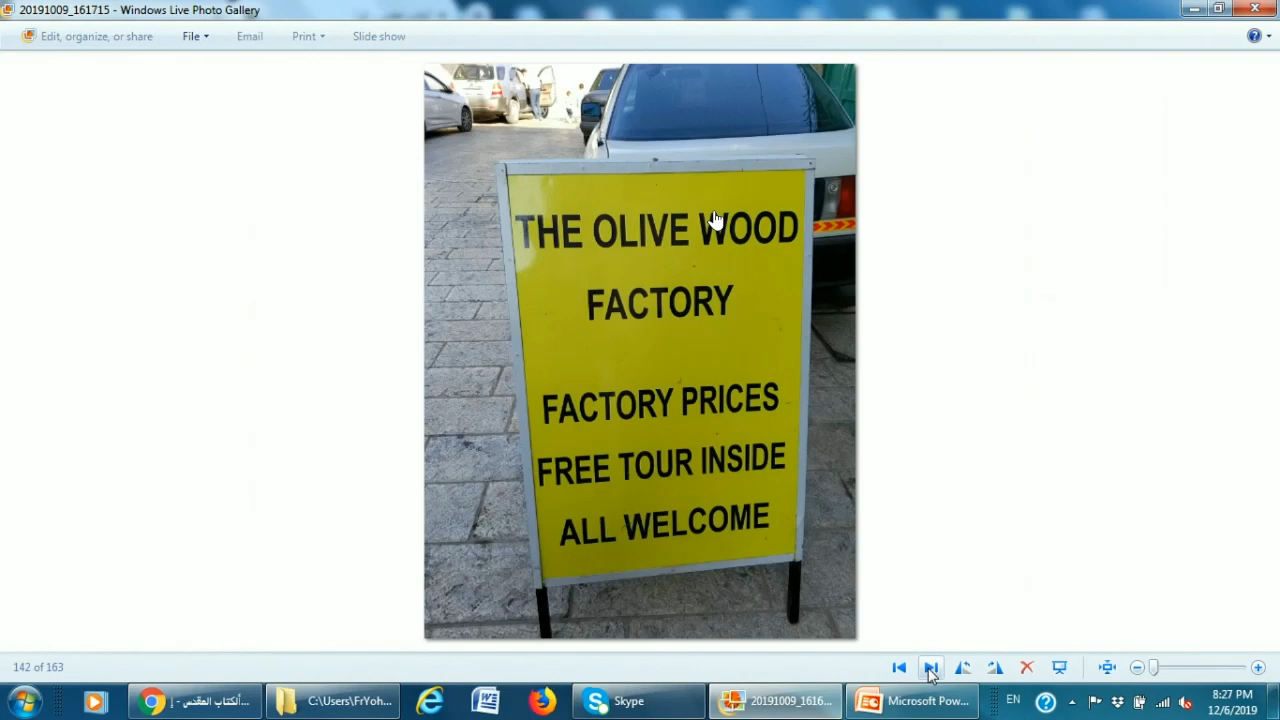 20191009_161715 - Windows Live Photo Gallery
Edit, organize, or share
File
Email
Print
Slide show
THE OLIVE WOOD
FACTORY
FACTORY PRICES
FREE TOUR INSIDE
ALL WELCOME
142 of 163
ألكتاب المقدس - إ...
C:\Users\FrYoh...
Skype
20191009_1616...
Microsoft Pow...
EN
8:27 PM
12/6/2019